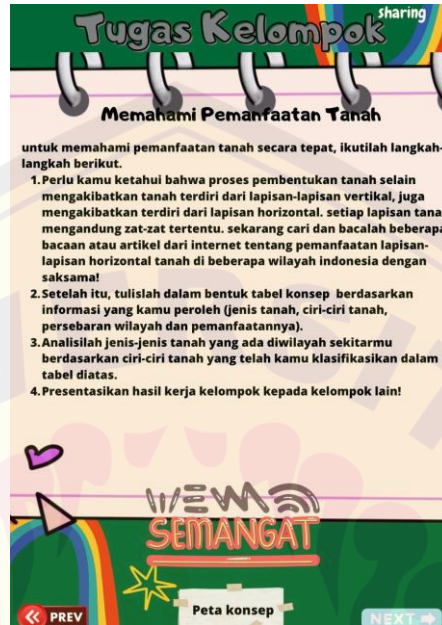 sharing
Tugas Kelompok
Memahami Pemanfaatan Tanah
untuk memahami pemanfaatan tanah secara tepat, ikutilah langkah-
langkah berikut.
1.Perlu kamu ketahui bahwa proses pembentukan tanah selain
mengakibatkan tanah terdiri dari lapisan-lapisan vertikal, juga
mengakibatkan terdiri dari lapisan horizontal. setiap lapisan tana
mengandung zat-zat tertentu. sekarang cari dan bacalah beberapa
bacaan atau artikel dari internet tentang pemanfaatan lapisan-
lapisan horizontal tanah di beberapa wilayah indonesia dengan
saksama!
2.Setelah itu, tulislah dalam bentuk tabel konsep berdasarkan
informasi yang kamu peroleh (jenis tanah, ciri-ciri tanah,
persebaran wilayah dan pemanfaatannya).
3.Analisilah jenis-jenis tanah yang ada diwilayah sekitarmu
berdasarkan ciri-ciri tanah yang telah kamu klasifikasikan dalam
tabel diatas.
4.Presentasikan hasil kerja kelompok kepada kelompok lain!
SEMANGAT
Peta konsep
PREV
NEXT